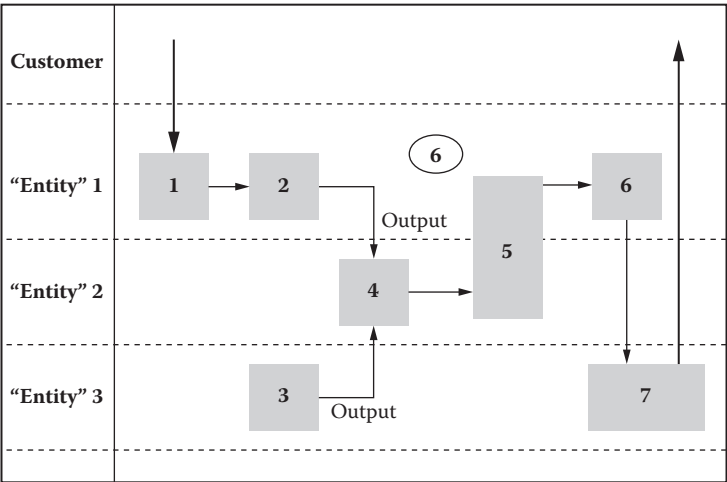 Customer
“Entity” 1
1
2
6
6
Output
5
“Entity” 2
4
“Entity” 3
3
Output
7